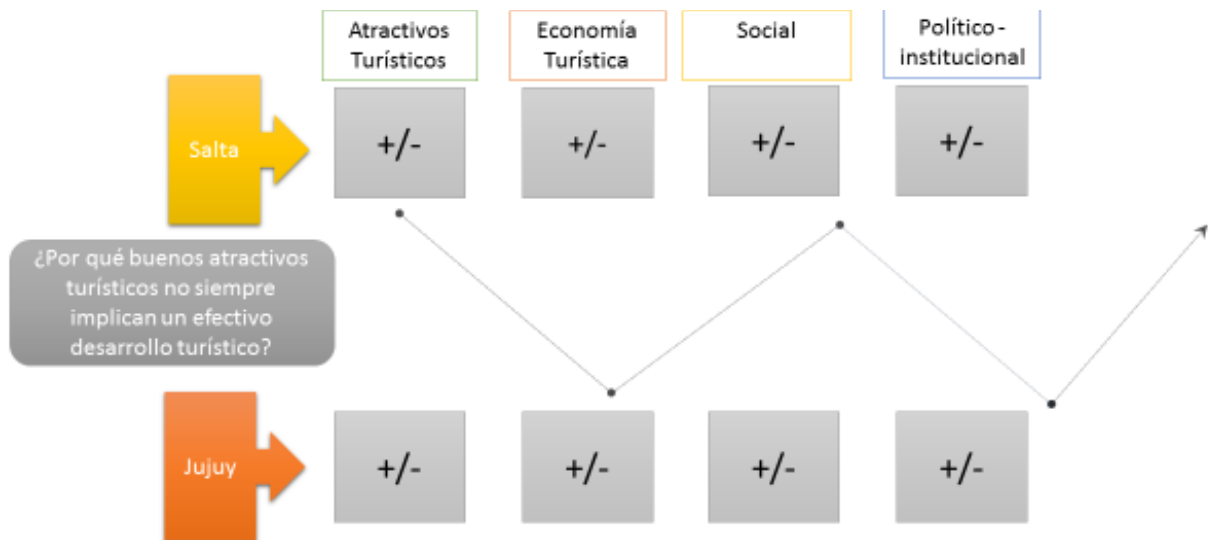 Atractivos
Turísticos
Economía
Turística
Social
Político-
institucional
Salta
+/-
+/-
+/-
+/-
¿Por qué buenos atractivos
turísticos no siempre
implican un efectivo
desarrollo turístico?
Jujuy
+/-
+/-
+/-
+/-